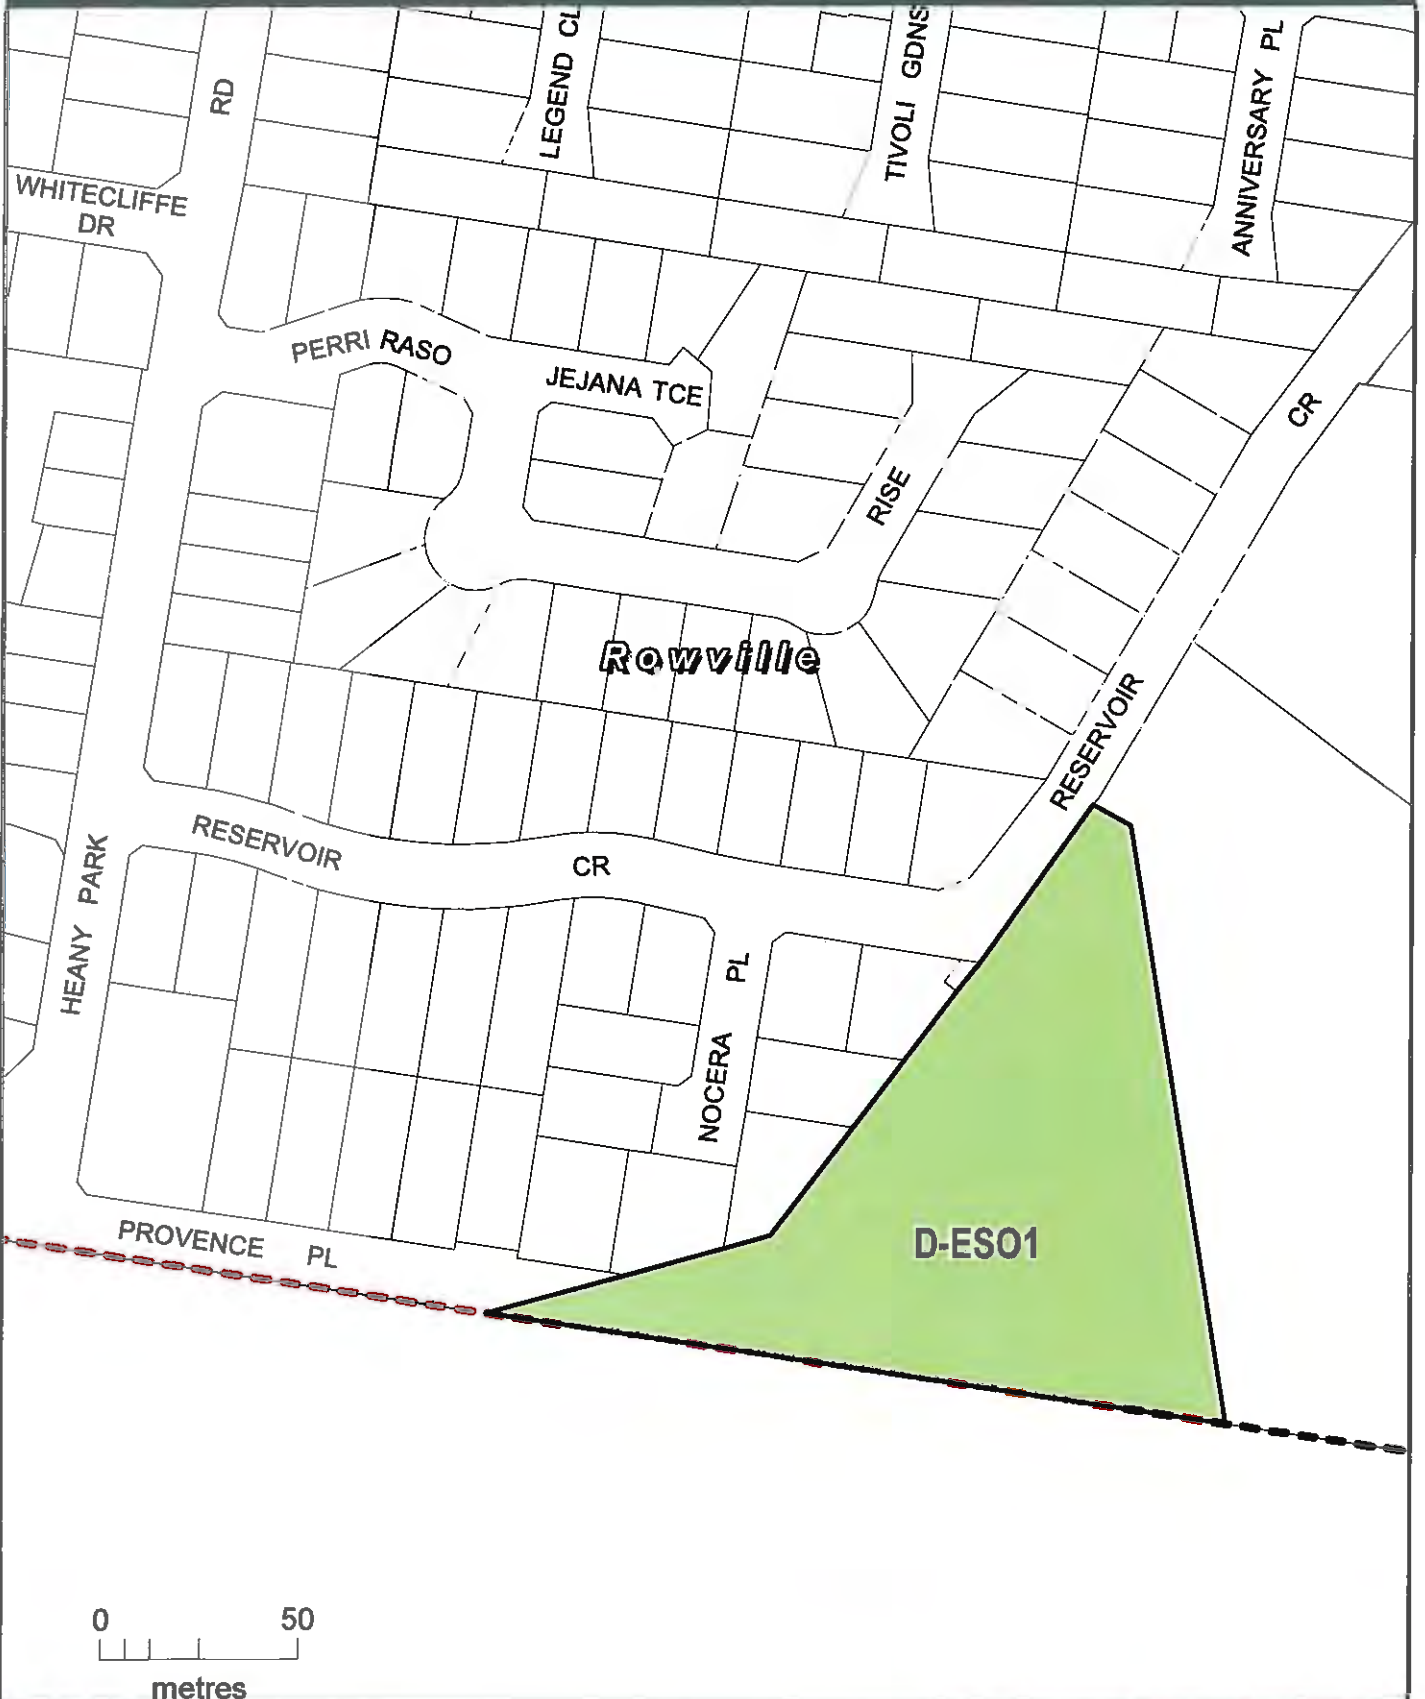 LEGEND CL
TIVOLI GDNS
ANNIVERSARY PL
RD
WHITECLIFFE
DR
PERRI RASO
JEJANA TCE
CR
RISE
Rowville
RESERVOIR
RESERVOIR
CR
HEANY PARK
PL
NOCERA
D-ESO1
PROVENCE PL
0 50
metres